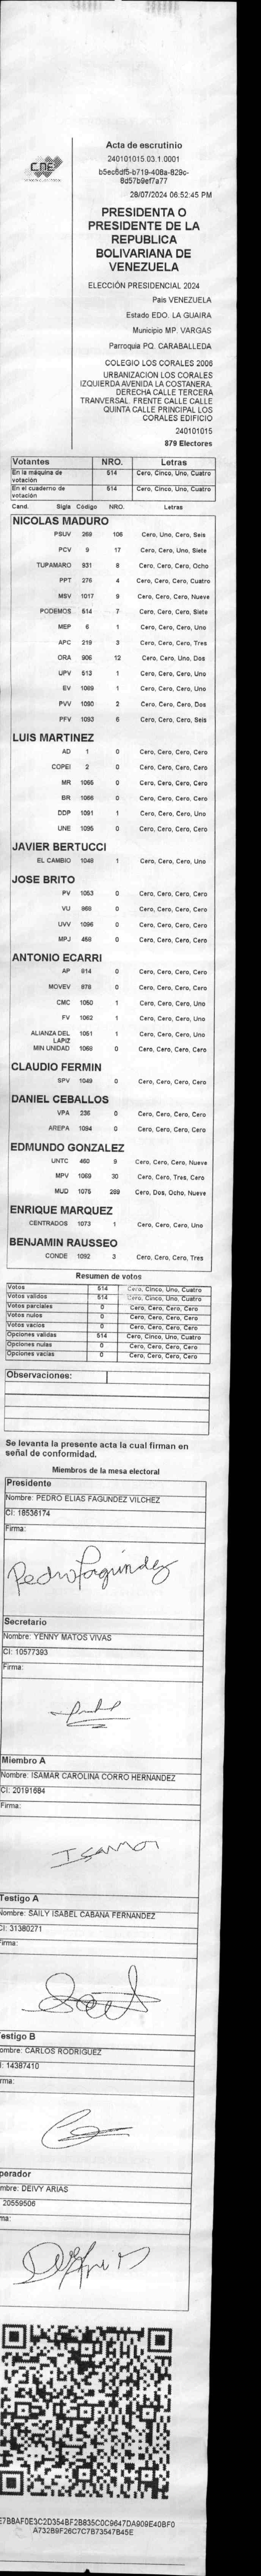 CNE
Acta de escrutinio
240101015.03.1.0001
b5ec6df5-b719-408a-829c-
6d57b9ef7a77
28/07/2024 06:52:45 PM
PRESIDENTA O
PRESIDENTE DE LA
REPUBLICA
BOLIVARIANA DE
VENEZUELA
ELECCIÓN PRESIDENCIAL 2024
Pais VENEZUELA
Estado EDO. LA GUAIRA
Municipio MP. VARGAS
Parroquia PQ. CARABALLEDA
COLEGIO LOS CORALES 2006
URBANIZACION LOS CORALES
IZQUIERDA AVENIDA LA COSTANERA.
DERECHA CALLE TERCERA
TRANVERSAL. FRENTE CALLE CALLE
QUINTA CALLE PRINCIPAL LOS
CORALES EDIFICIO
240101015
879 Electores
Votantes NRO. Letras
En la máquina de votación 514 Cero, Cinco, Uno, Cuatro
En el cuaderno de votación 514 Cero, Cinco, Uno, Cuatro
Cand. Sigla Código NRO. Letras
NICOLAS MADURO
PSUV 268 106 Cero, Uno, Cero, Seis
PCV 9 17 Cero, Cero, Uno, Siete
TUPAMARO 931 8 Cero, Cero, Cero, Ocho
PPT 276 4 Cero, Cero, Cero, Cuatro
MSV 1017 9 Cero, Cero, Cero, Nueve
PODEMOS 514 7 Cero, Cero, Cero, Siete
MEP 6 1 Cero, Cero, Cero, Uno
APC 219 3 Cero, Cero, Cero, Tres
ORA 906 12 Cero, Cero, Uno, Dos
UPV 513 1 Cero, Cero, Cero, Uno
EV 1089 1 Cero, Cero, Cero, Uno
PVV 1090 2 Cero, Cero, Cero, Dos
PFV 1093 6 Cero, Cero, Cero, Seis
LUIS MARTINEZ
AD 1 0 Cero, Cero, Cero, Cero
COPEI 2 0 Cero, Cero, Cero, Cero
MR 1055 0 Cero, Cero, Cero, Cero
BR 1066 0 Cero, Cero, Cero, Cero
DDP 1091 1 Cero, Cero, Cero, Uno
UNE 1095 0 Cero, Cero, Cero, Cero
JAVIER BERTUCCI
EL CAMBIO 1048 1 Cero, Cero, Cero, Uno
JOSE BRITO
PV 1053 0 Cero, Cero, Cero, Cero
VU 969 0 Cero, Cero, Cero, Cero
UVV 1096 0 Cero, Cero, Cero, Cero
MPJ 459 0 Cero, Cero, Cero, Cero
ANTONIO ECARRI
AP 914 0 Cero, Cero, Cero, Cero
MOVEV 878 0 Cero, Cero, Cero, Cero
CMC 1050 1 Cero, Cero, Cero, Uno
FV 1062 1 Cero, Cero, Cero, Uno
ALIANZA DEL LAPIZ 1051 1 Cero, Cero, Cero, Uno
MIN UNIDAD 1069 0 Cero, Cero, Cero, Cero
CLAUDIO FERMIN
SPV 1049 0 Cero, Cero, Cero, Cero
DANIEL CEBALLOS
VPA 236 0 Cero, Cero, Cero, Cero
AREPA 1094 0 Cero, Cero, Cero, Cero
EDMUNDO GONZALEZ
UNTC 460 9 Cero, Cero, Cero, Nueve
MPV 1069 30 Cero, Cero, Tres, Cero
MUD 1075 289 Cero, Dos, Ocho, Nueve
ENRIQUE MARQUEZ
CENTRADOS 1073 1 Cero, Cero, Cero, Uno
BENJAMIN RAUSSEO
CONDE 1092 3 Cero, Cero, Cero, Tres
Resumen de votos
Votos 514 Cero, Cinco, Uno, Cuatro
Votos validos 514 Cero, Cinco, Uno, Cuatro
Votos parciales 0 Cero, Cero, Cero, Cero
Votos nulos 0 Cero, Cero, Cero, Cero
Votos vacios 0 Cero, Cero, Cero, Cero
Opciones validas 514 Cero, Cinco, Uno, Cuatro
Opciones nulas 0 Cero, Cero, Cero, Cero
Opciones vacias 0 Cero, Cero, Cero, Cero
Observaciones:
Se levanta la presente acta la cual firman en
señal de conformidad.
Miembros de la mesa electoral
Presidente
Nombre: PEDRO ELIAS FAGUNDEZ VILCHEZ
CI: 18536174
Firma:
Pedro Fagúndez
Secretario
Nombre: YENNY MATOS VIVAS
CI: 10577393
Firma:
Miembro A
Nombre: ISAMAR CAROLINA CORRO HERNANDEZ
CI: 20191684
Firma:
Isamar
Testigo A
Nombre: SAILY ISABEL CABANA FERNANDEZ
CI: 31380271
Firma:
estigo B
ombre: CARLOS RODRIGUEZ
I: 14387410
rma:
perador
mbre: DEIVY ARIAS
20559506
ma:
E7BBAF0E3C2D354BF2B835C0C9647DA909E40BF0
A732B9F26C7C7B73547B45E